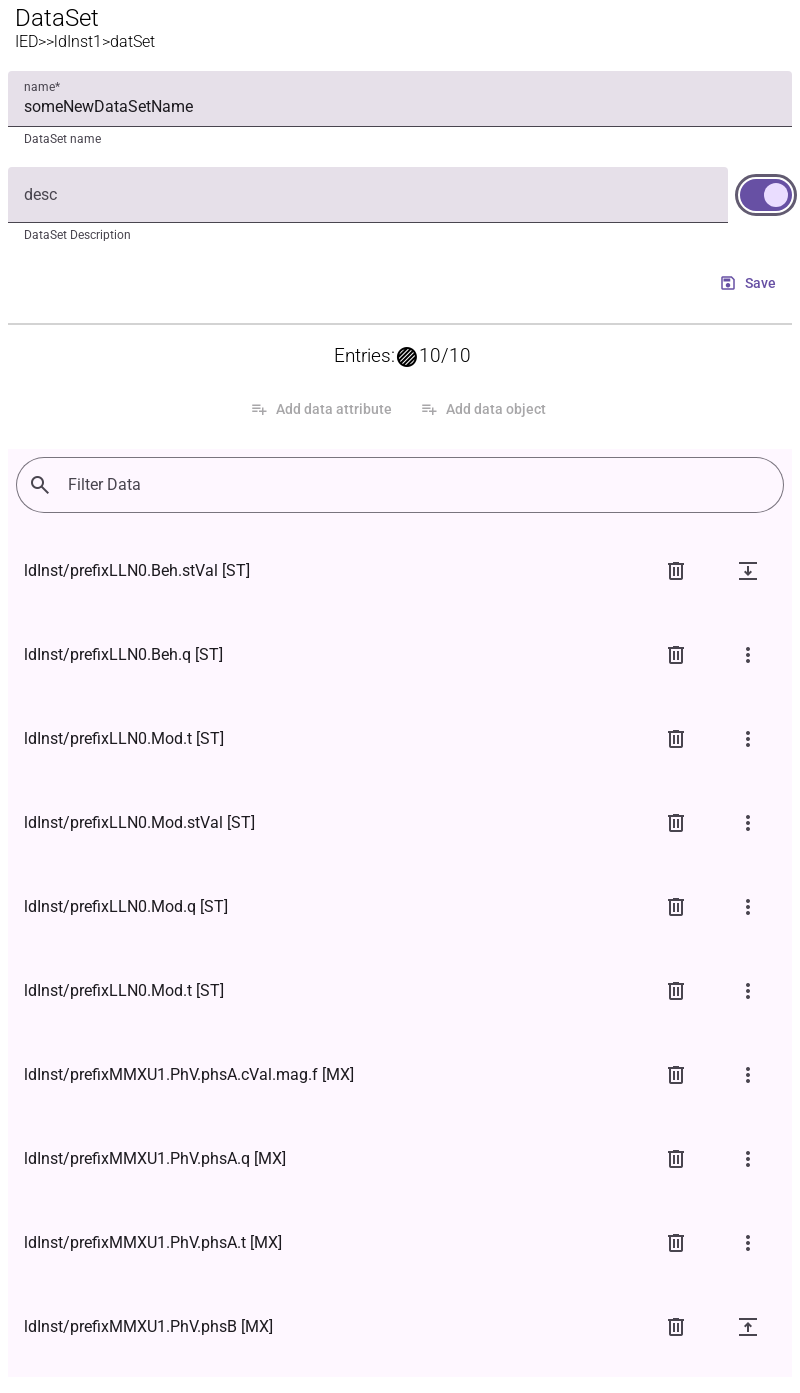 DataSet
IED>>ldInst1>datSet
name*
someNewDataSetName
DataSet name
desc
DataSet Description
Save
Entries: 10/10
Add data attribute Add data object
Filter Data
ldInst/prefixLLN0.Beh.stVal [ST]
ldInst/prefixLLN0.Beh.q [ST]
ldInst/prefixLLN0.Mod.t [ST]
ldInst/prefixLLN0.Mod.stVal [ST]
ldInst/prefixLLN0.Mod.q [ST]
ldInst/prefixLLN0.Mod.t [ST]
ldInst/prefixMMXU1.PhV.phsA.cVal.mag.f [MX]
ldInst/prefixMMXU1.PhV.phsA.q [MX]
ldInst/prefixMMXU1.PhV.phsA.t [MX]
ldInst/prefixMMXU1.PhV.phsB [MX]